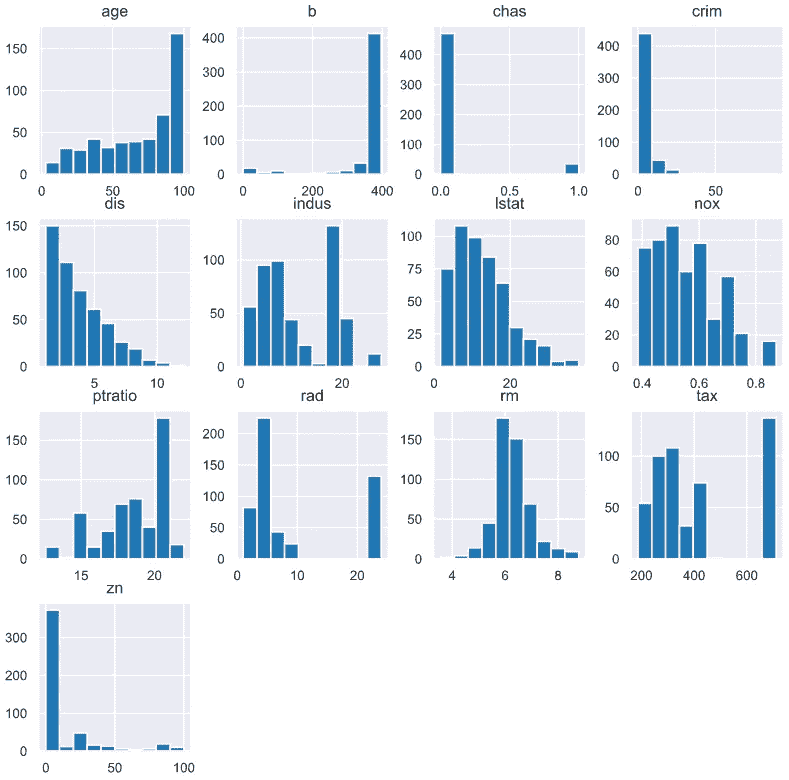 age b chas crim
150 400 400 400
300 300 300
100 200 200 200
50 100 100 100
0 0 0 0
0 50 100 0 200 400 0.0 0.5 1.0 0 50
dis indus lstat nox
150 100 100 80
100 75 60
50 50 50 40
25 20
0 0 0 0
5 10 0 20 0 20 0.4 0.6 0.8
ptratio rad rm tax
150 200 150 100
100 150 100
50 100 50 50
50
0 0 0 0
15 20 0 10 20 4 6 8 200 400 600
zn
300
200
100
0
0 50 100